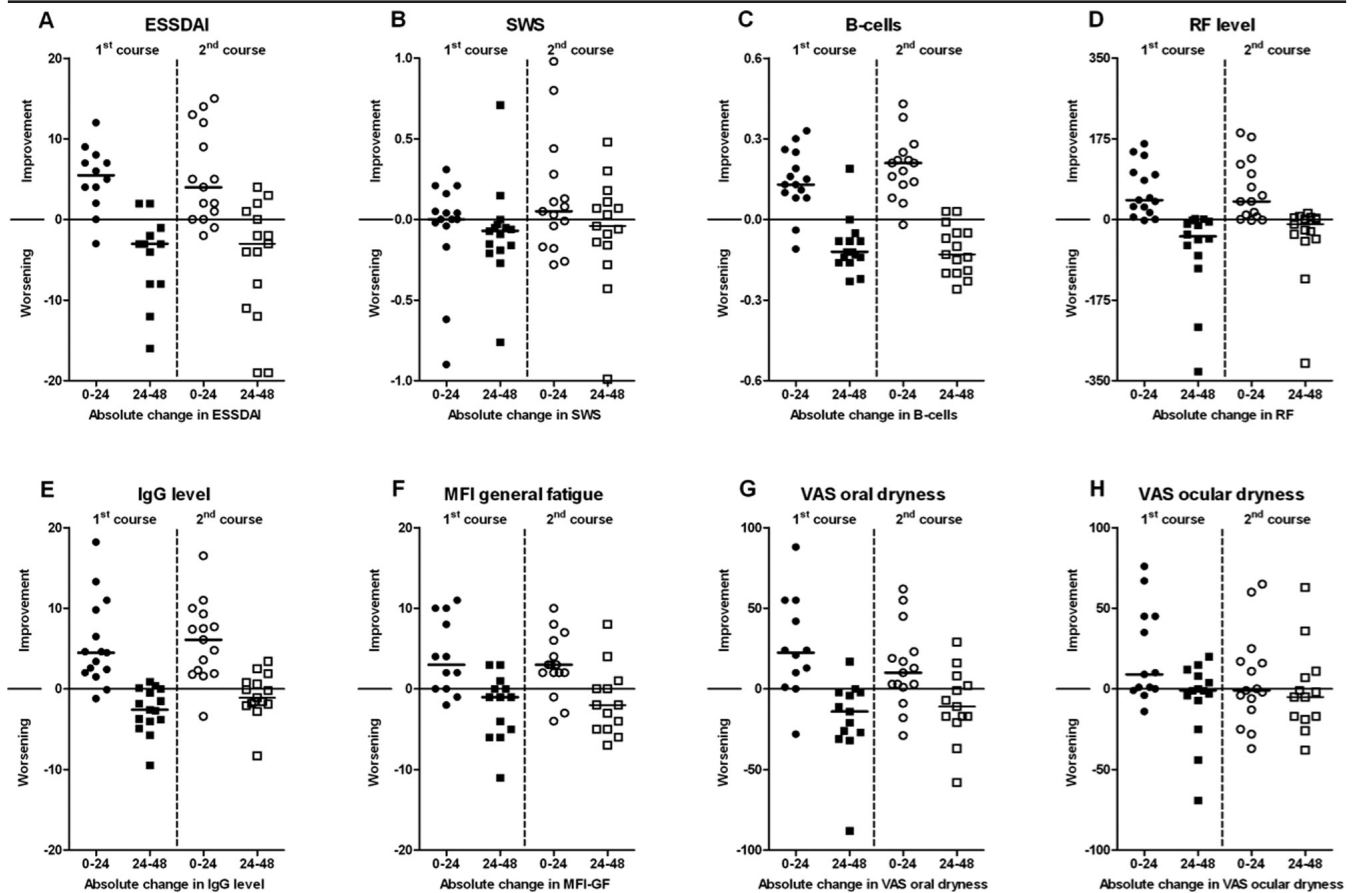 A
ESSDAI
1st course
2nd course
Improvement
Worsening
20
10
0
-10
-20
0-24
24-48
0-24
24-48
Absolute change in ESSDAI
B
SWS
1st course
2nd course
Improvement
Worsening
1.0
0.5
0.0
-0.5
-1.0
0-24
24-48
0-24
24-48
Absolute change in SWS
C
B-cells
1st course
2nd course
Improvement
Worsening
0.6
0.3
0.0
-0.3
-0.6
0-24
24-48
0-24
24-48
Absolute change in B-cells
D
RF level
1st course
2nd course
Improvement
Worsening
350
175
0
-175
-350
0-24
24-48
0-24
24-48
Absolute change in RF
E
IgG level
1st course
2nd course
Improvement
Worsening
20
10
0
-10
-20
0-24
24-48
0-24
24-48
Absolute change in IgG level
F
MFI general fatigue
1st course
2nd course
Improvement
Worsening
20
10
0
-10
-20
0-24
24-48
0-24
24-48
Absolute change in MFI-GF
G
VAS oral dryness
1st course
2nd course
Improvement
Worsening
100
50
0
-50
-100
0-24
24-48
0-24
24-48
Absolute change in VAS oral dryness
H
VAS ocular dryness
1st course
2nd course
Improvement
Worsening
100
50
0
-50
-100
0-24
24-48
0-24
24-48
Absolute change in VAS ocular dryness